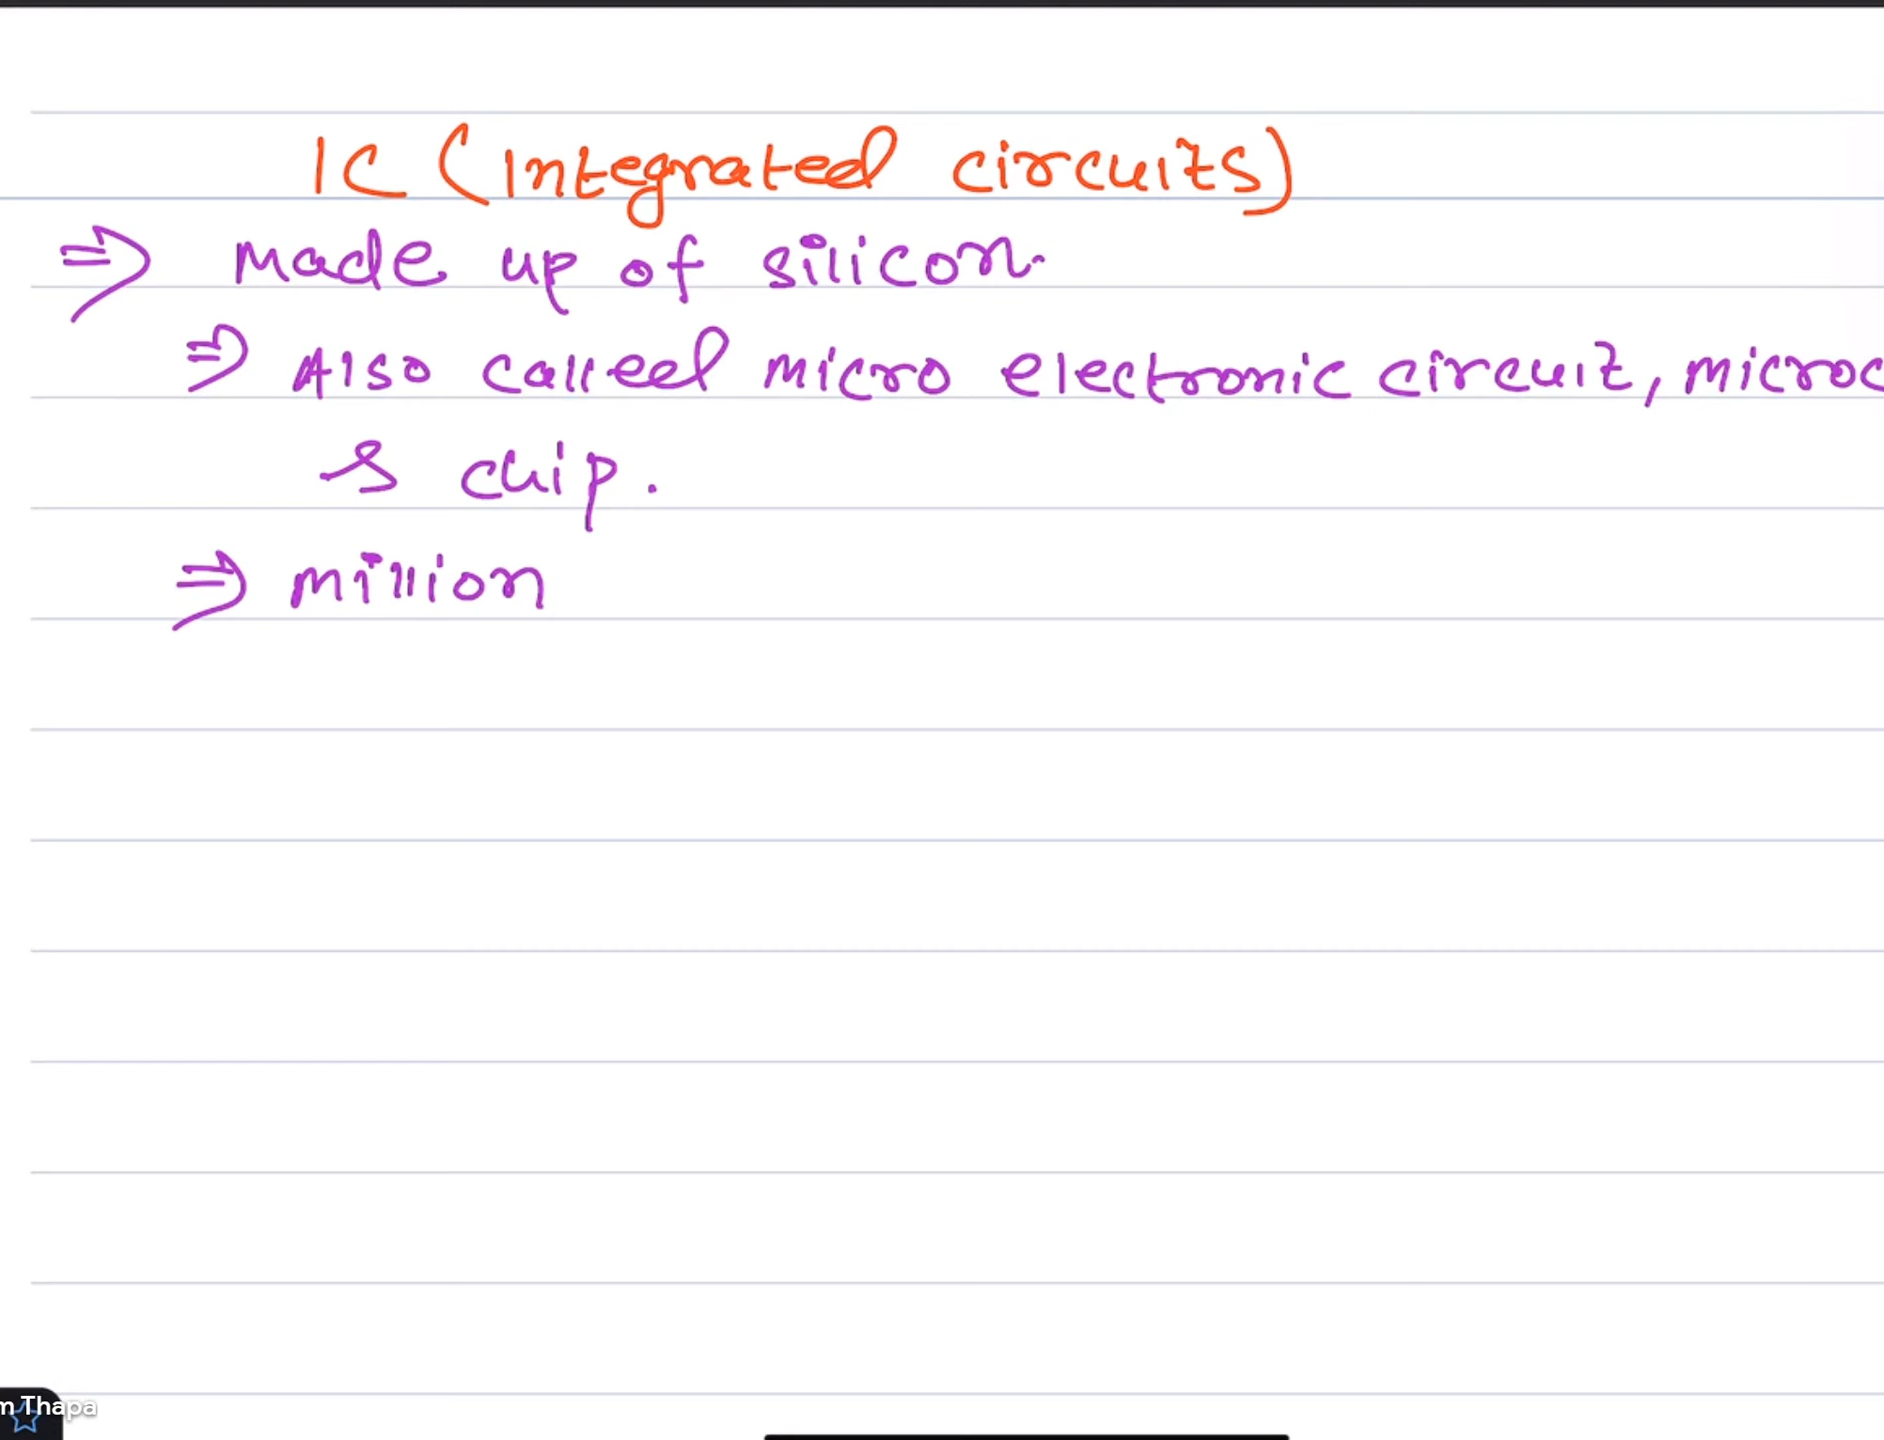 IC (Integrated circuits)
⇒ Made up of silicon.
⇒ Also called micro electronic circuit, microc
& chip.
⇒ million
m Thapa